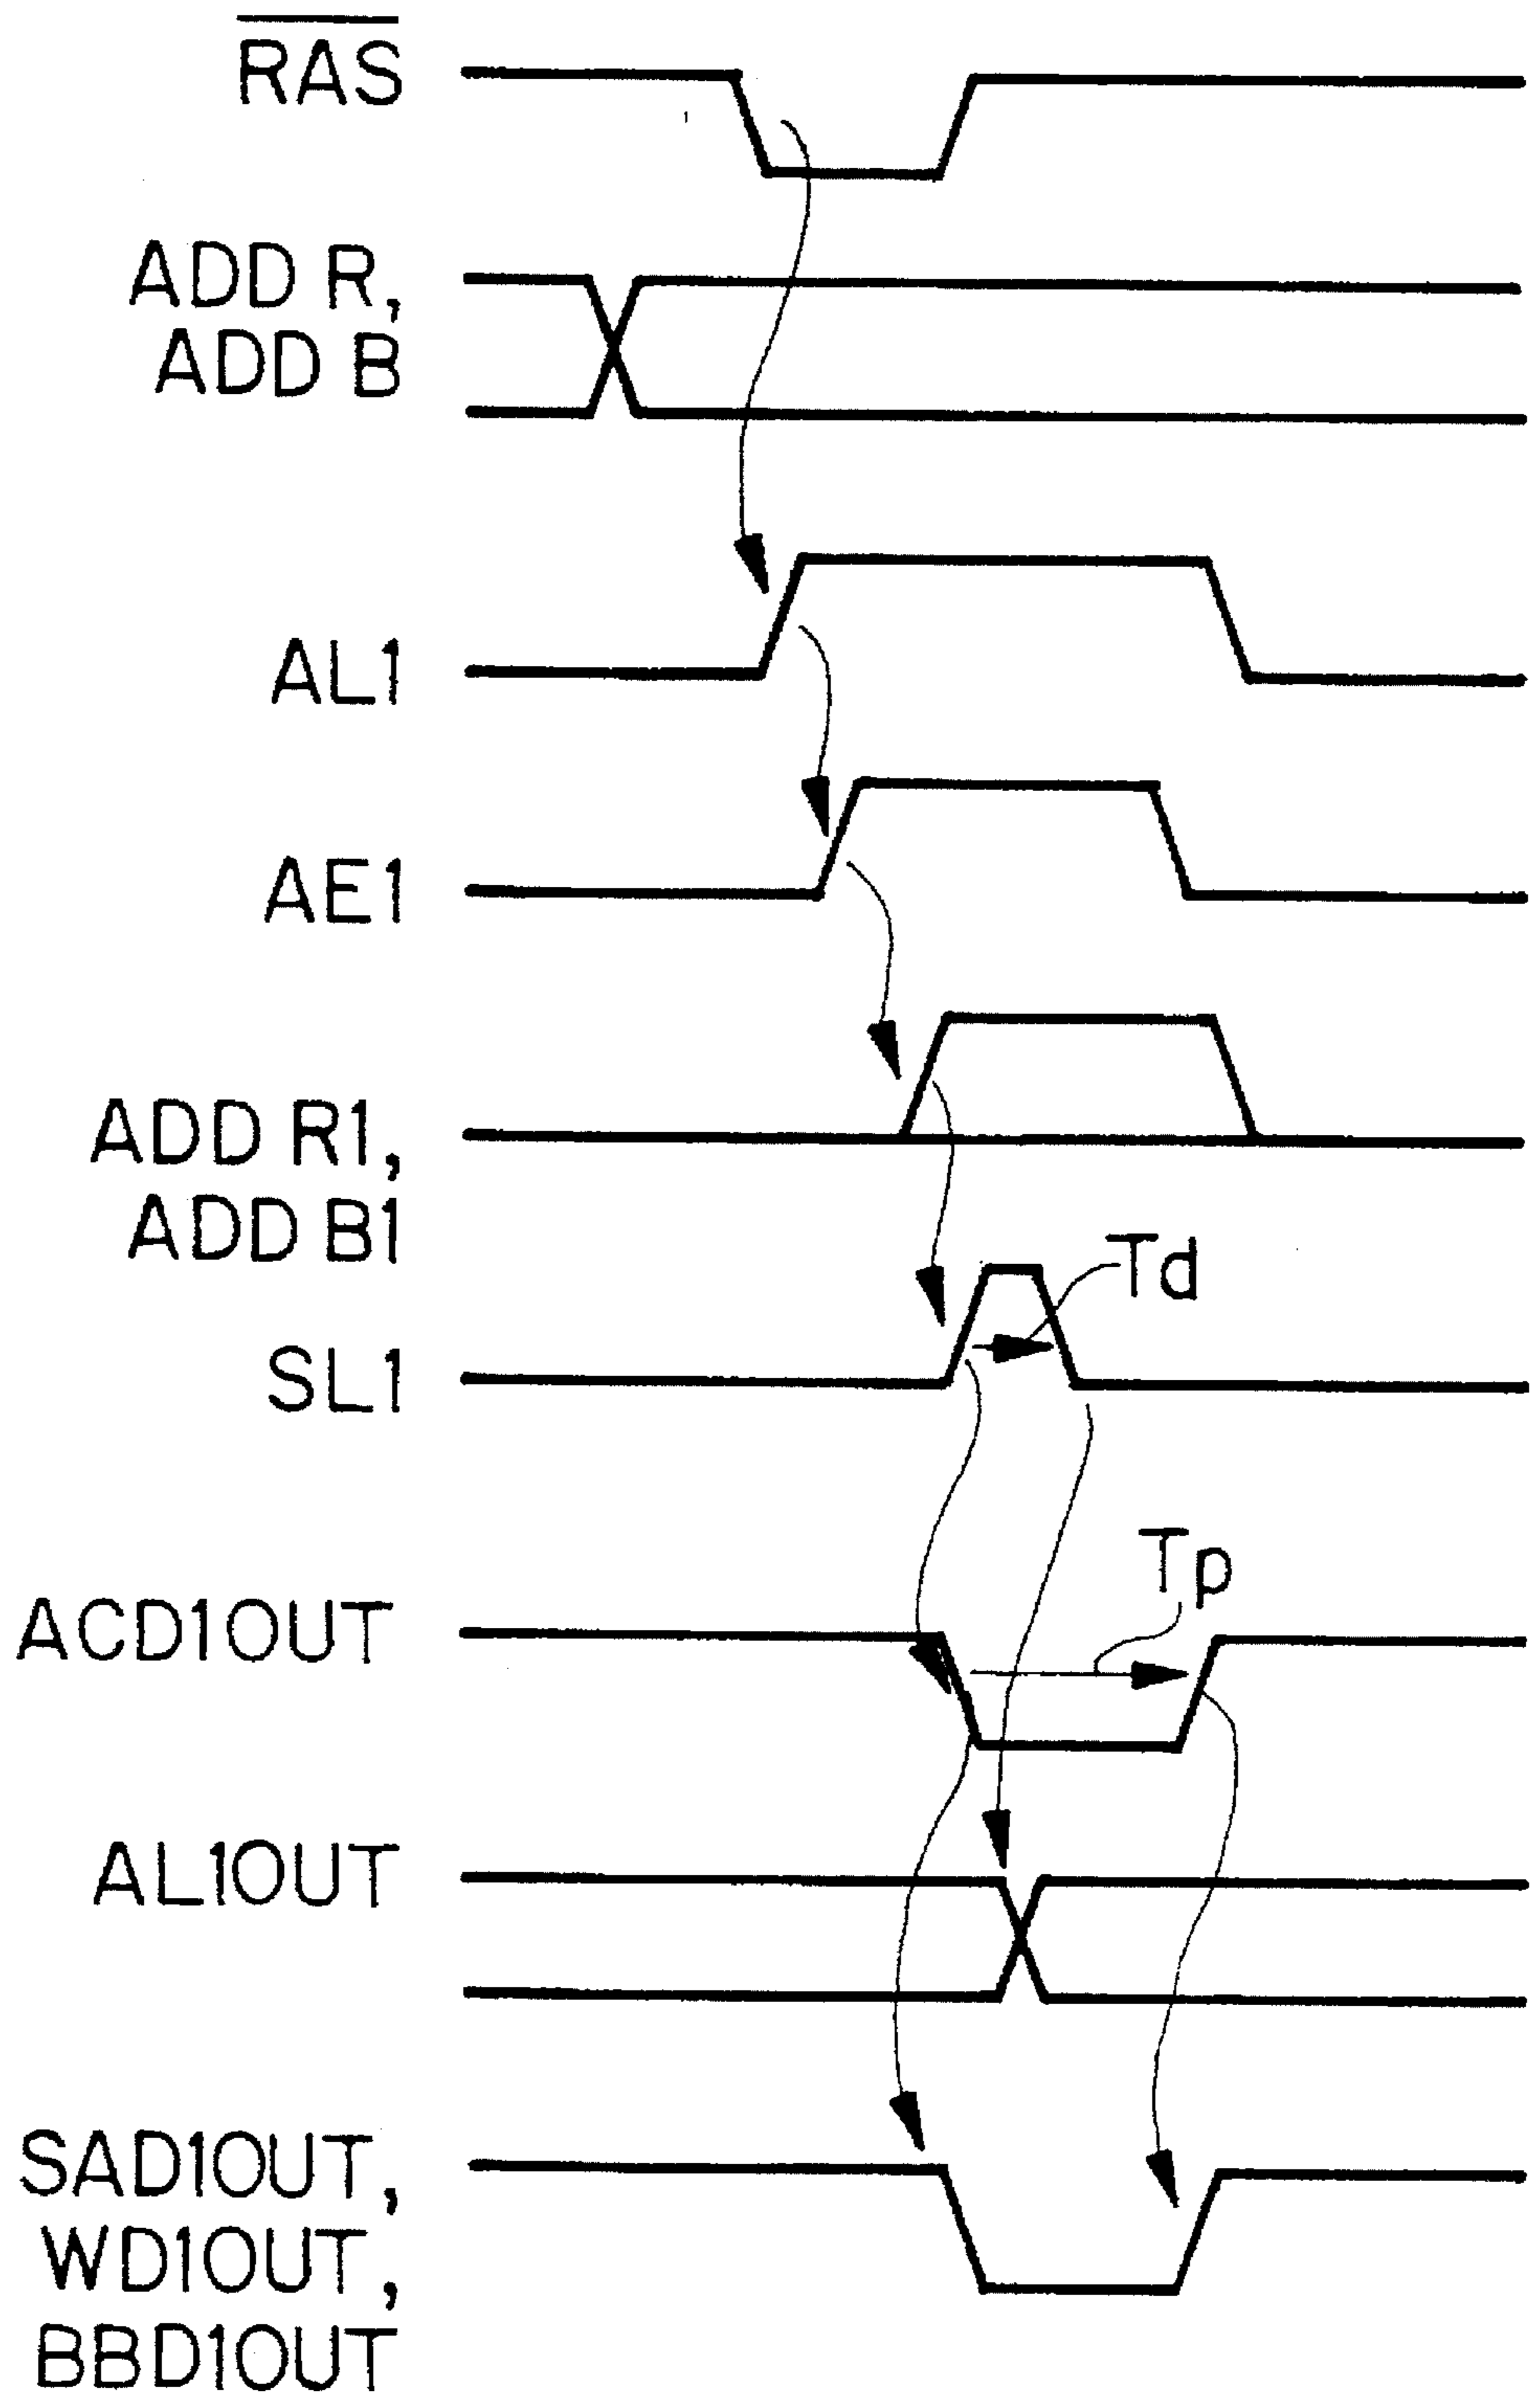 RAS
ADD R,
ADD B
AL1
AE1
ADD R1,
ADD B1
Td
SL1
Tp
ACD1OUT
AL1OUT
SAD1OUT,
WD1OUT,
BBD1OUT